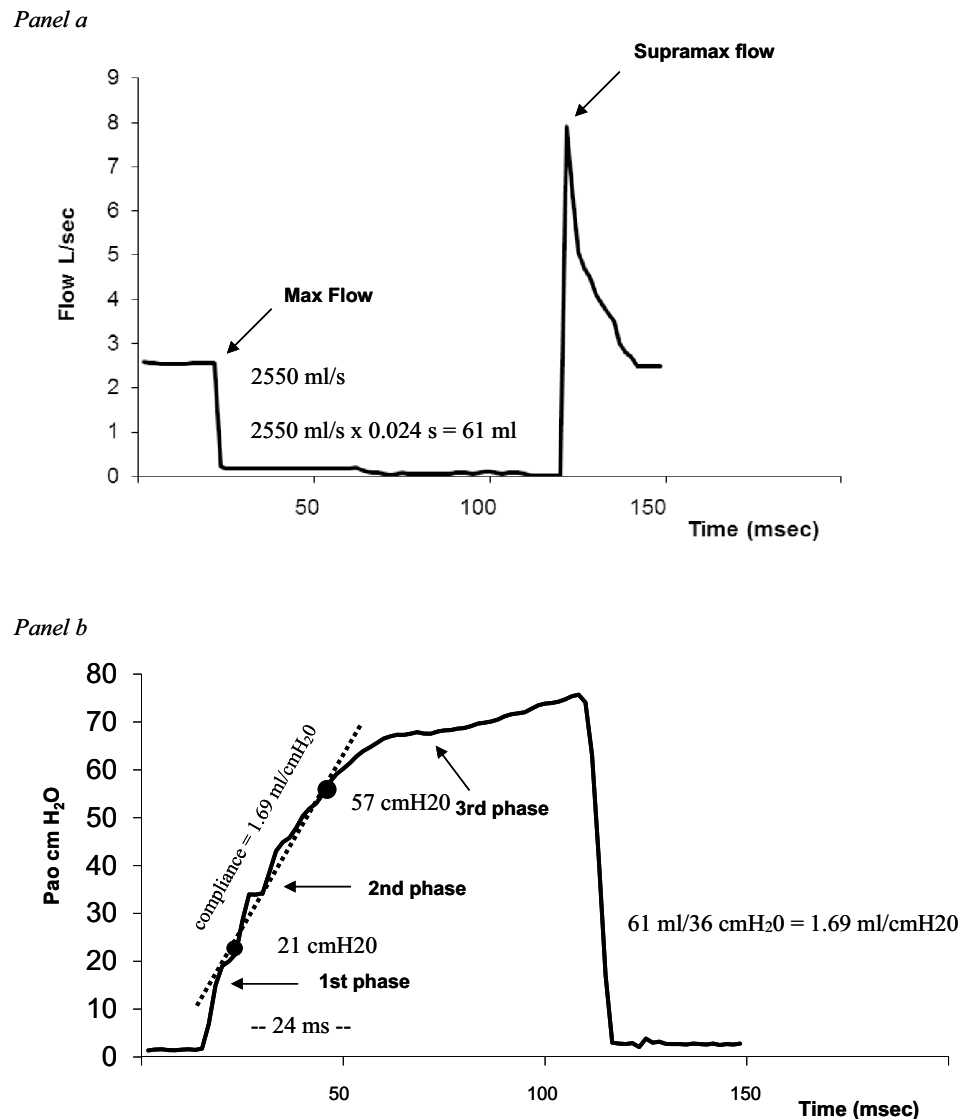 Panel a
Supramax flow
9
8
7
6
5
4
3
2
1
0
Flow L/sec
Max Flow
2550 ml/s
2550 ml/s x 0.024 s = 61 ml
50
100
150
Time (msec)
Panel b
80
70
60
50
40
30
20
10
0
Pao cm H₂O
compliance = 1.69 ml/cmH₂0
57 cmH20
3rd phase
2nd phase
61 ml/36 cmH₂0 = 1.69 ml/cmH20
21 cmH20
1st phase
-- 24 ms --
50
100
150
Time (msec)